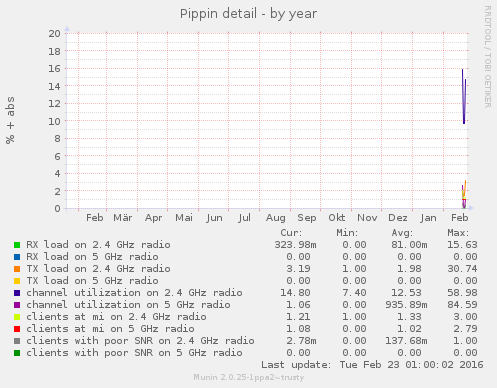 Pippin detail - by year
RRDTOOL / TOBI OETIKER
% + abs
20
18
16
14
12
10
8
6
4
2
0
Feb Mär Apr Mai Jun Jul Aug Sep Okt Nov Dez Jan Feb
Cur: Min: Avg: Max:
RX load on 2.4 GHz radio 323.98m 0.00 81.00m 15.63
RX load on 5 GHz radio 0.00 0.00 0.00 0.00
TX load on 2.4 GHz radio 3.19 1.00 1.98 30.74
TX load on 5 GHz radio 0.00 0.00 0.00 0.00
channel utilization on 2.4 GHz radio 14.80 7.40 12.53 58.98
channel utilization on 5 GHz radio 1.06 0.00 935.89m 84.59
clients at mi on 2.4 GHz radio 1.21 1.00 1.33 3.00
clients at mi on 5 GHz radio 1.08 1.00 1.02 2.79
clients with poor SNR on 2.4 GHz radio 2.78m 0.00 137.68m 1.00
clients with poor SNR on 5 GHz radio 0.00 0.00 0.00 0.00
Last update: Tue Feb 23 01:00:02 2016
Munin 2.0.25-1ppa2~trusty